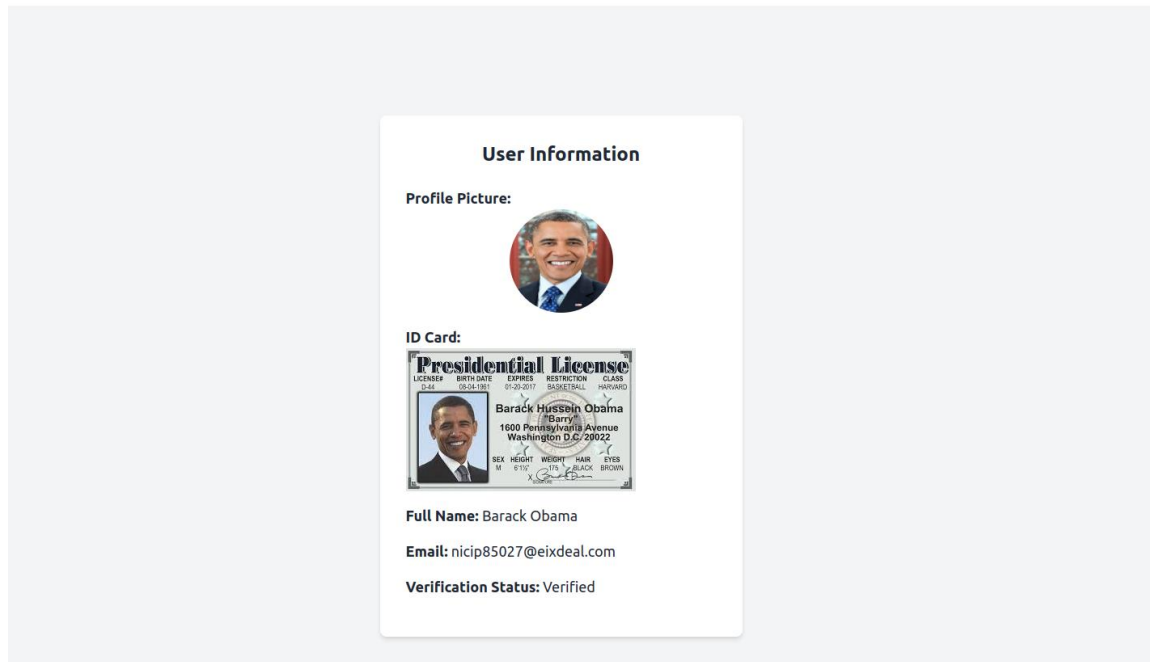 User Information
Profile Picture:
ID Card:
Presidential License
LICENSE# BIRTH DATE EXPIRES RESTRICTION CLASS
D-44 08-04-1961 01-20-2017 BASKETBALL HARVARD
Barack Hussein Obama
"Barry"
1600 Pennsylvania Avenue
Washington D.C. 20022
SEX HEIGHT WEIGHT HAIR EYES
M 6'1½" 175 BLACK BROWN
X
Full Name: Barack Obama
Email: nicip85027@eixdeal.com
Verification Status: Verified